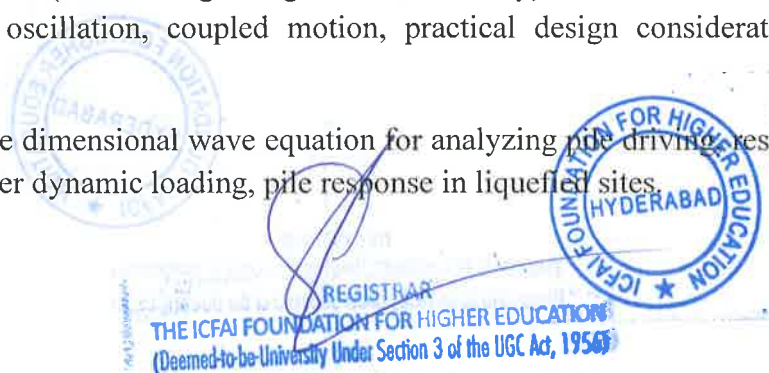 oscillation, coupled motion, practical design considerat
e dimensional wave equation for analyzing pile driving, res
er dynamic loading, pile response in liquefied sites.
ICFAI FOUNDATION FOR HIGHER EDUCATION
HYDERABAD
REGISTRAR
THE ICFAI FOUNDATION FOR HIGHER EDUCATION
(Deemed-to-be-University Under Section 3 of the UGC Act, 1956)